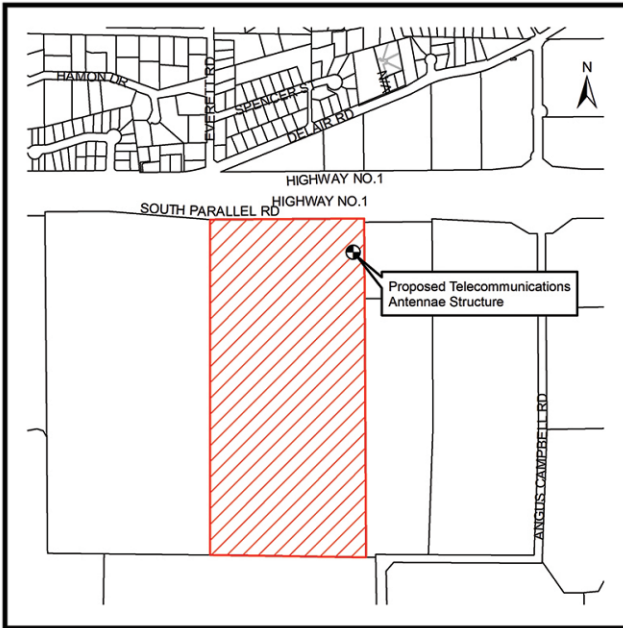 HAMON DR
EVERETT RD
SPENCER S
N/A
DELAIR RD
N
HIGHWAY NO.1
HIGHWAY NO.1
SOUTH PARALLEL RD
Proposed Telecommunications
Antennae Structure
ANGUS CAMPBELL RD